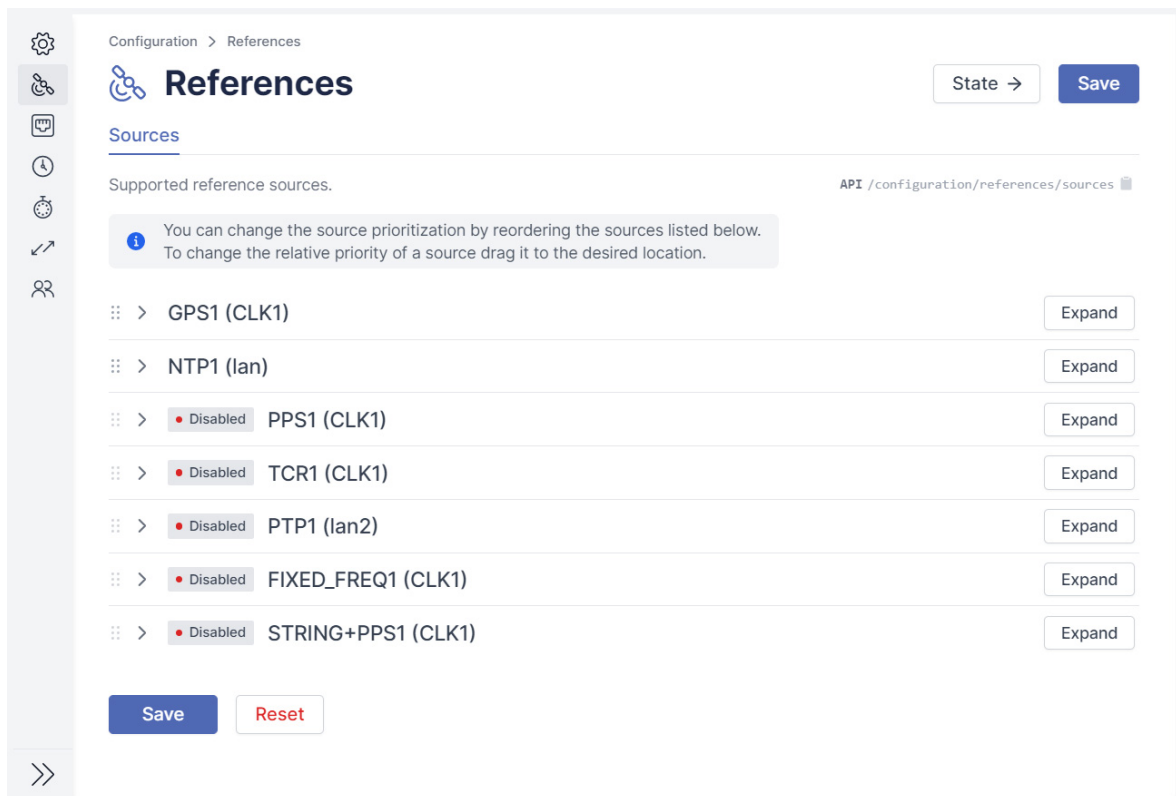 Configuration > References
References
State →
Save
Sources
Supported reference sources.
API /configuration/references/sources
You can change the source prioritization by reordering the sources listed below.
To change the relative priority of a source drag it to the desired location.
GPS1 (CLK1)
Expand
NTP1 (lan)
Expand
Disabled
PPS1 (CLK1)
Expand
Disabled
TCR1 (CLK1)
Expand
Disabled
PTP1 (lan2)
Expand
Disabled
FIXED_FREQ1 (CLK1)
Expand
Disabled
STRING+PPS1 (CLK1)
Expand
Save
Reset